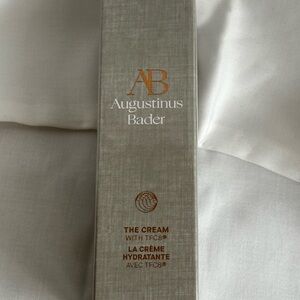 AB
Augustinus
Bader
THE CREAM
WITH TFC8®
LA CRÈME
HYDRATANTE
AVEC TFC8®